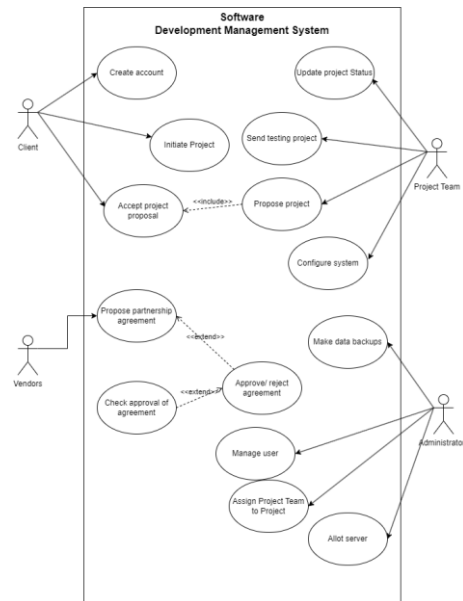 Software
Development Management System
Create account
Update project Status
Client
Initiate Project
Send testing project
Project Team
Accept project
proposal
<<include>>
Propose project
Configure system
Propose partnership
agreement
<<extend>>
Make data backups
Vendors
Check approval of
agreement
<<extend>>
Approve/ reject
agreement
Administrator
Manage user
Assign Project Team
to Project
Allot server